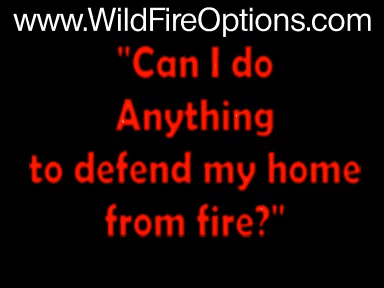 www.WildFireOptions.com
"Can I do
Anything
to defend my home
from fire?"